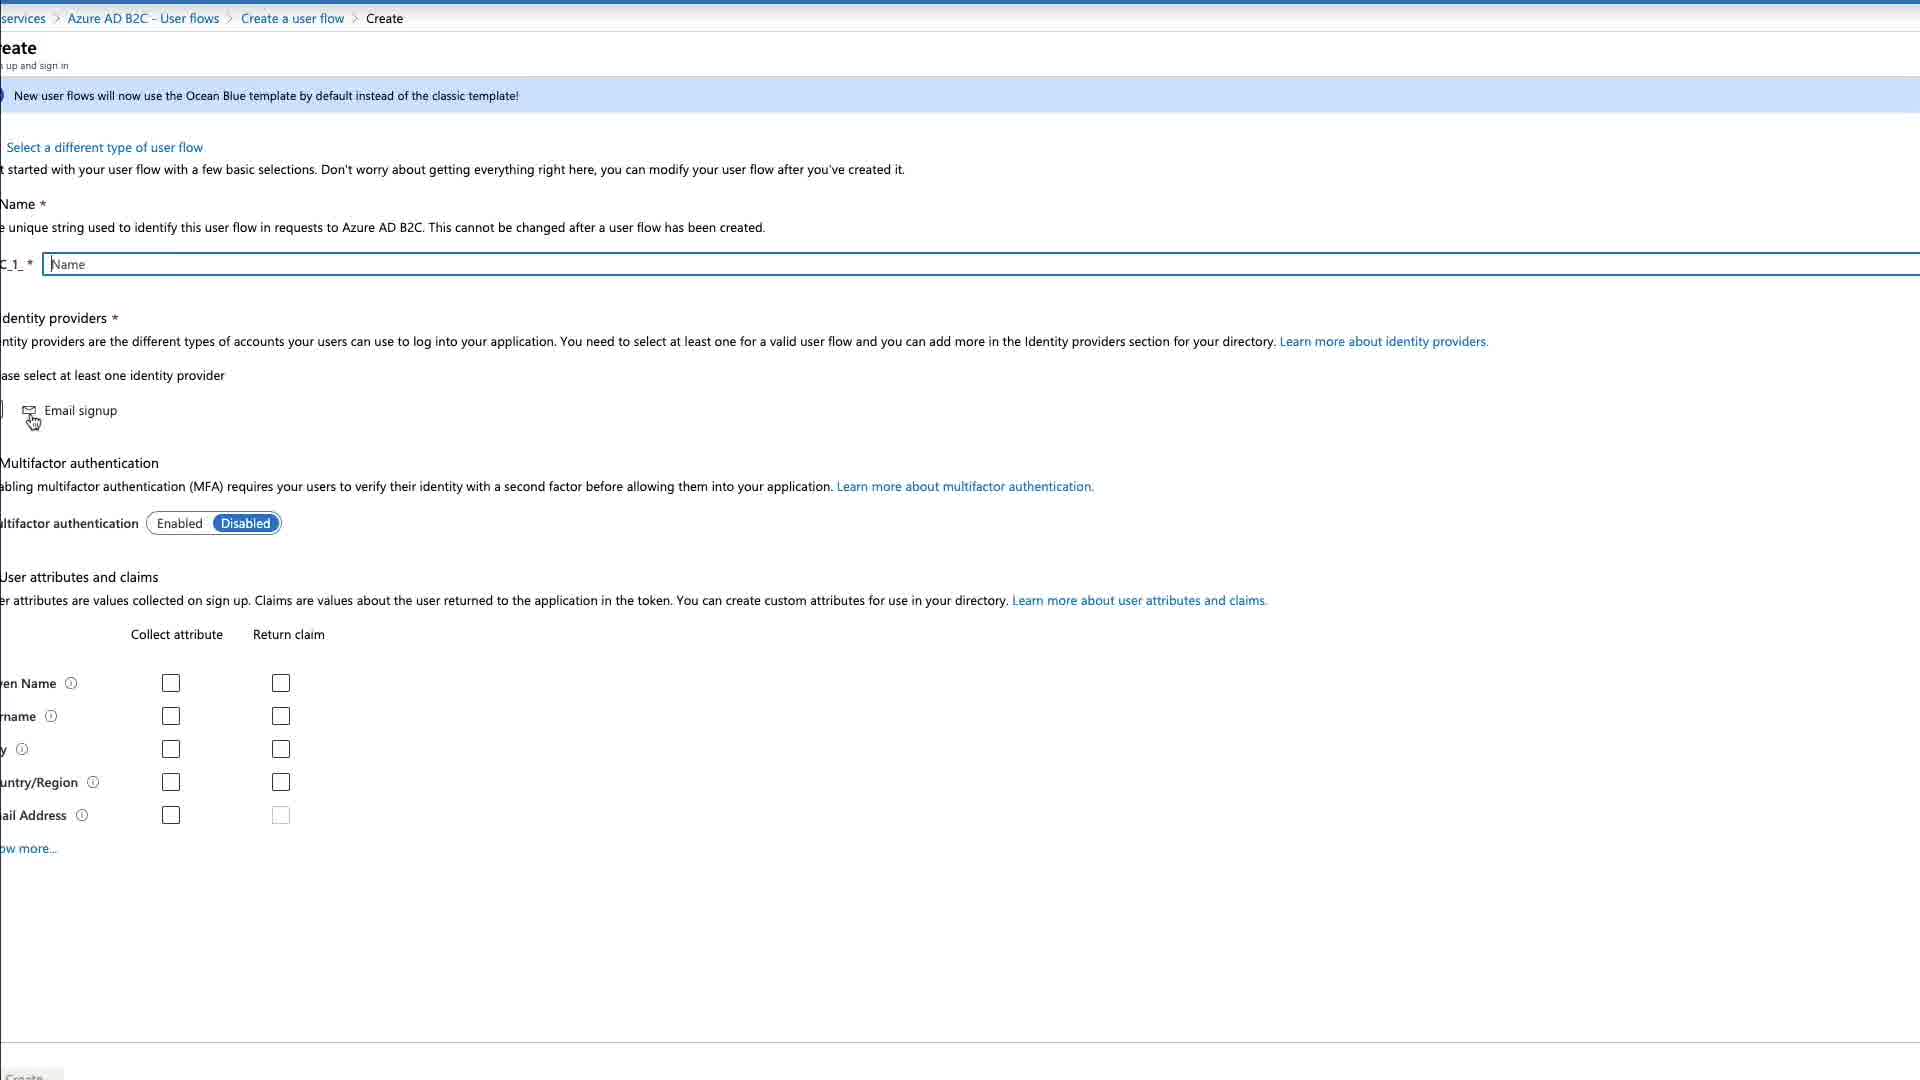 services > Azure AD B2C - User flows > Create a user flow > Create
eate
up and sign in
New user flows will now use the Ocean Blue template by default instead of the classic template!
Select a different type of user flow
t started with your user flow with a few basic selections. Don't worry about getting everything right here, you can modify your user flow after you've created it.
Name *
e unique string used to identify this user flow in requests to Azure AD B2C. This cannot be changed after a user flow has been created.
C_1_ * Name
dentity providers *
ntity providers are the different types of accounts your users can use to log into your application. You need to select at least one for a valid user flow and you can add more in the Identity providers section for your directory. Learn more about identity providers.
ase select at least one identity provider
Email signup
Multifactor authentication
abling multifactor authentication (MFA) requires your users to verify their identity with a second factor before allowing them into your application. Learn more about multifactor authentication.
ltifactor authentication Enabled Disabled
User attributes and claims
er attributes are values collected on sign up. Claims are values about the user returned to the application in the token. You can create custom attributes for use in your directory. Learn more about user attributes and claims.
Collect attribute Return claim
ven Name
rname
y
untry/Region
ail Address
ow more...
Create